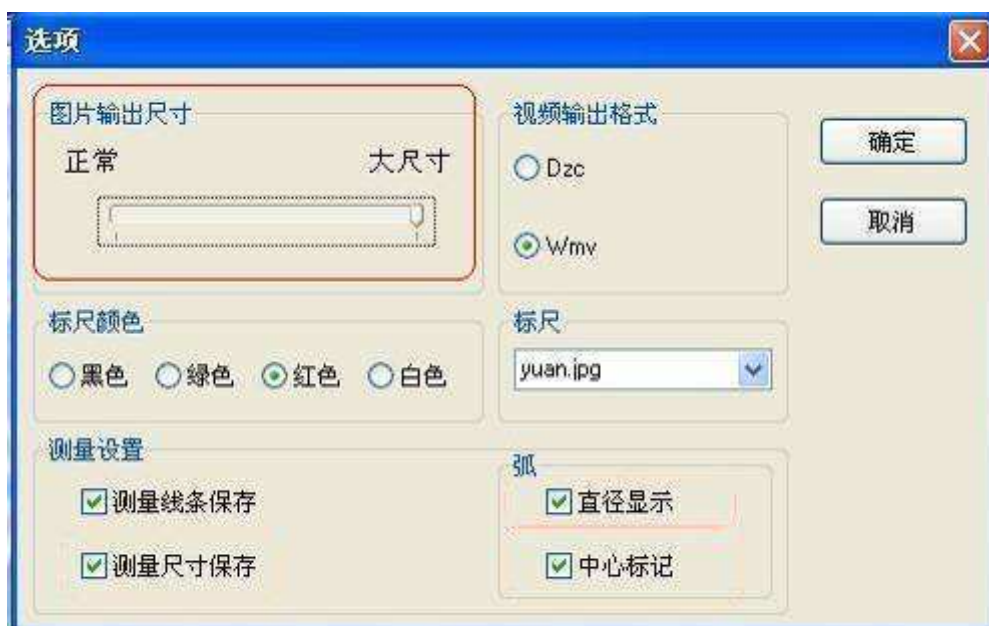 选项
图片输出尺寸
正常 大尺寸
视频输出格式
Dzc
Wmv
确定
取消
标尺颜色
黑色 绿色 红色 白色
标尺
yuan.jpg
测量设置
测量线条保存
测量尺寸保存
弧
直径显示
中心标记